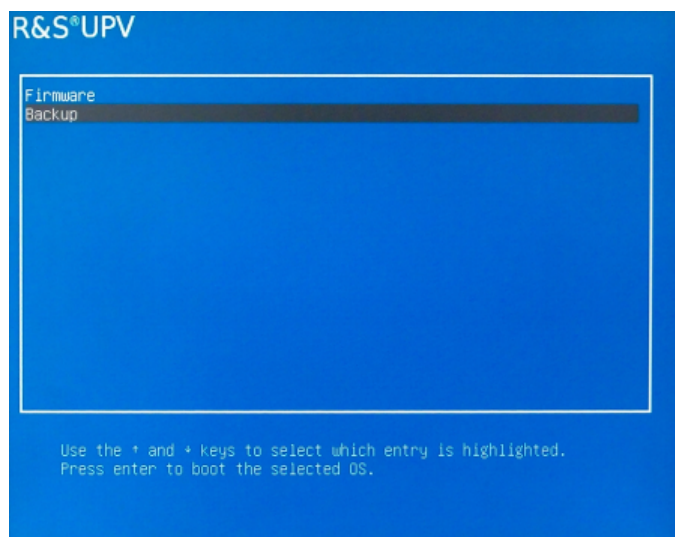 R&S®UPV
Firmware
Backup
Use the ↑ and ↓ keys to select which entry is highlighted.
Press enter to boot the selected OS.